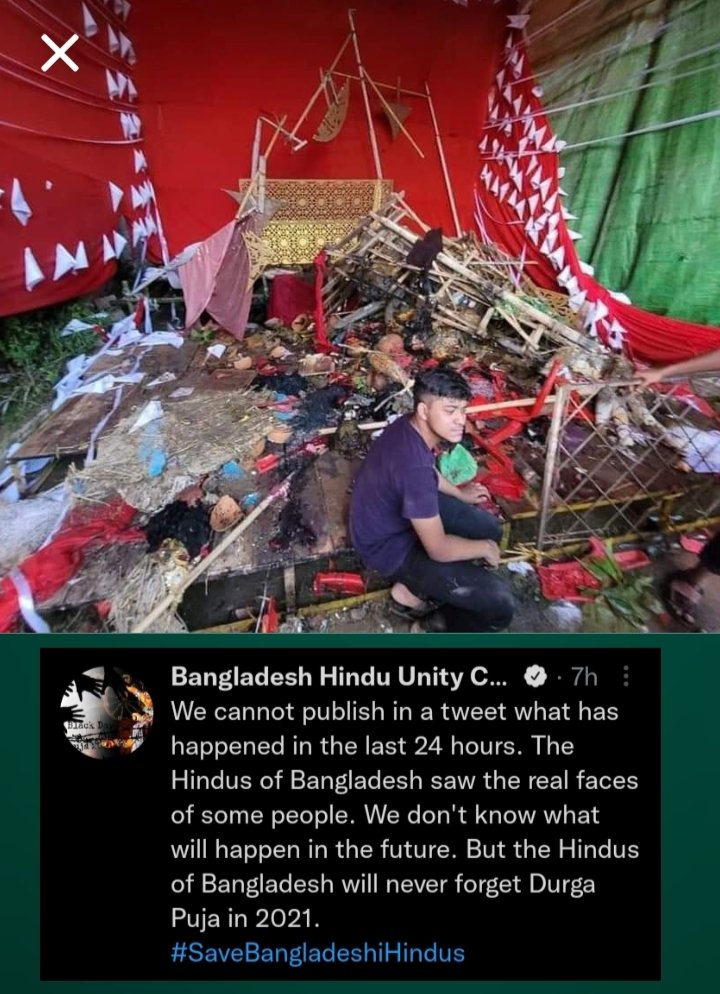 Bangladesh Hindu Unity C... · 7h
We cannot publish in a tweet what has
happened in the last 24 hours. The
Hindus of Bangladesh saw the real faces
of some people. We don't know what
will happen in the future. But the Hindus
of Bangladesh will never forget Durga
Puja in 2021.
#SaveBangladeshiHindus